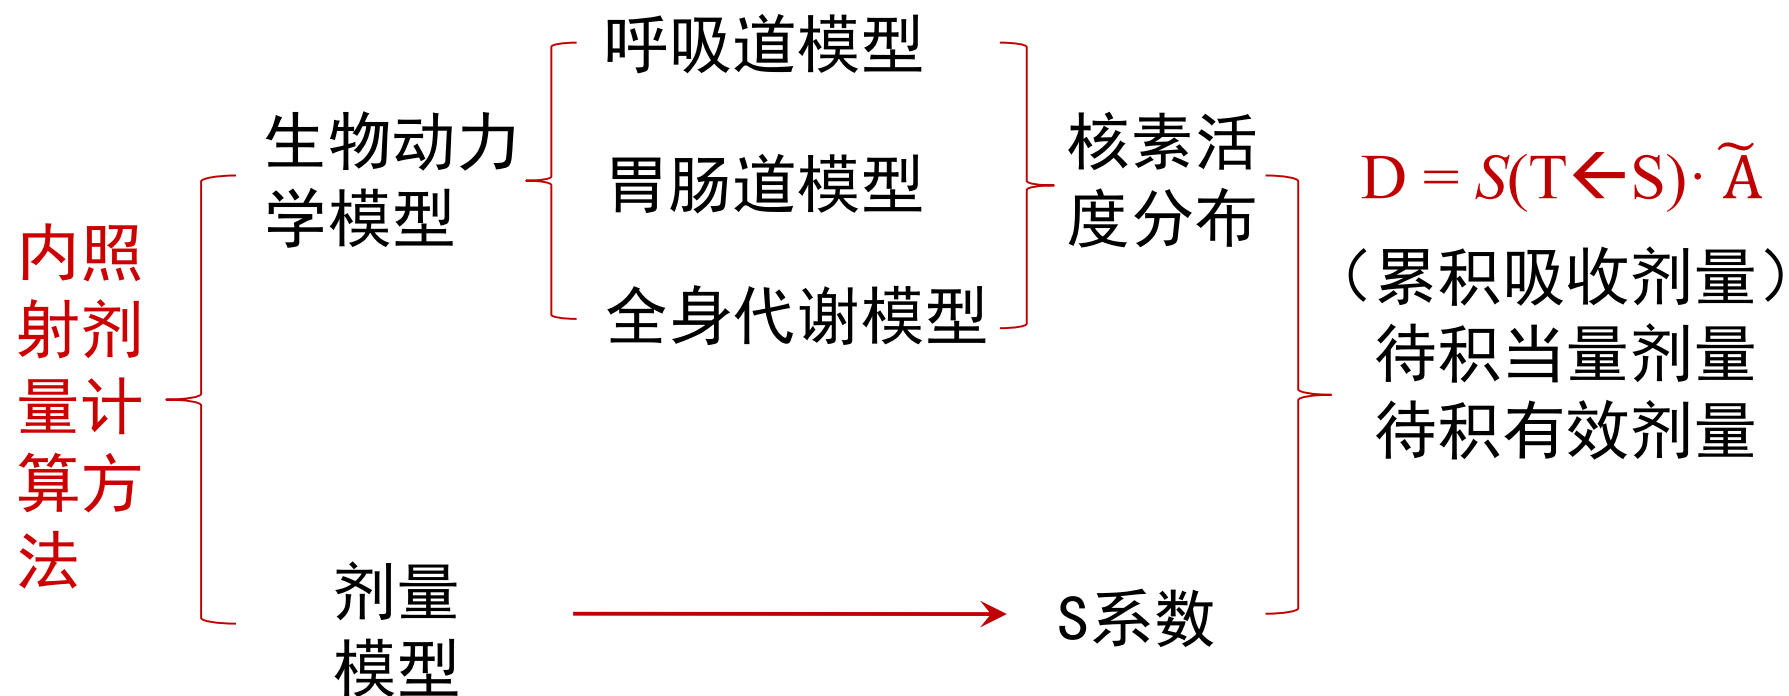 内照
射剂
量计
算方
法
生物动力
学模型
呼吸道模型
胃肠道模型
全身代谢模型
核素活
度分布
剂量
模型
S系数
D = S(T←S)· Ã
（累积吸收剂量）
待积当量剂量
待积有效剂量